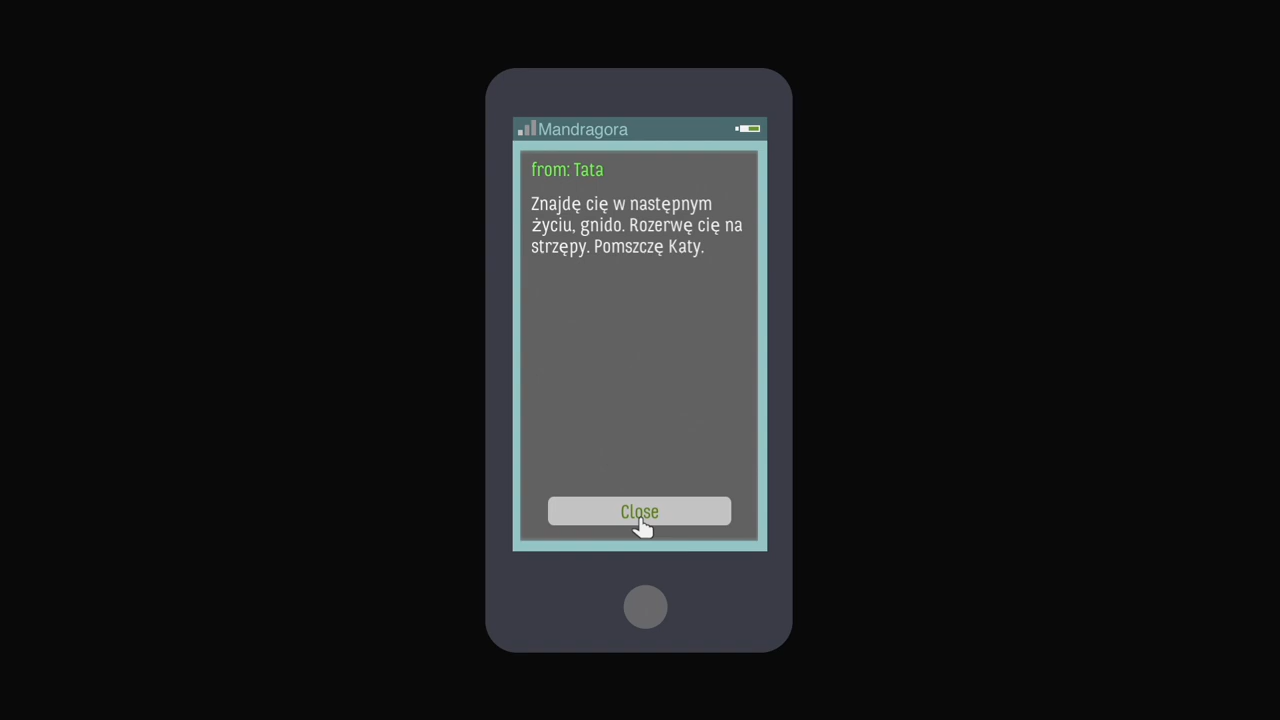 Mandragora
from: Tata
Znajdę cię w następnym
życiu, gnido. Rozerwę cię na
strzępy. Pomszczę Katy.
Close